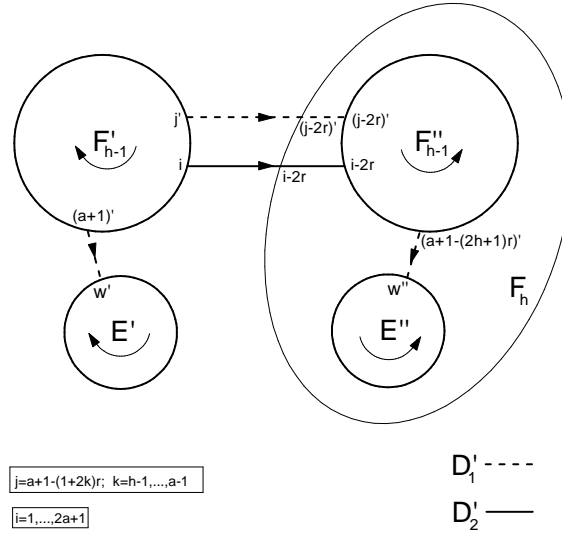 j' (j-2r)' (j-2r)'
F'h-1 F''h-1
i i-2r i-2r
(a+1)' (a+1-(2h+1)r)'
w' w''
Fh
E' E''
D'1
j=a+1-(1+2k)r; k=h-1,...,a-1
D'2
i=1,...,2a+1